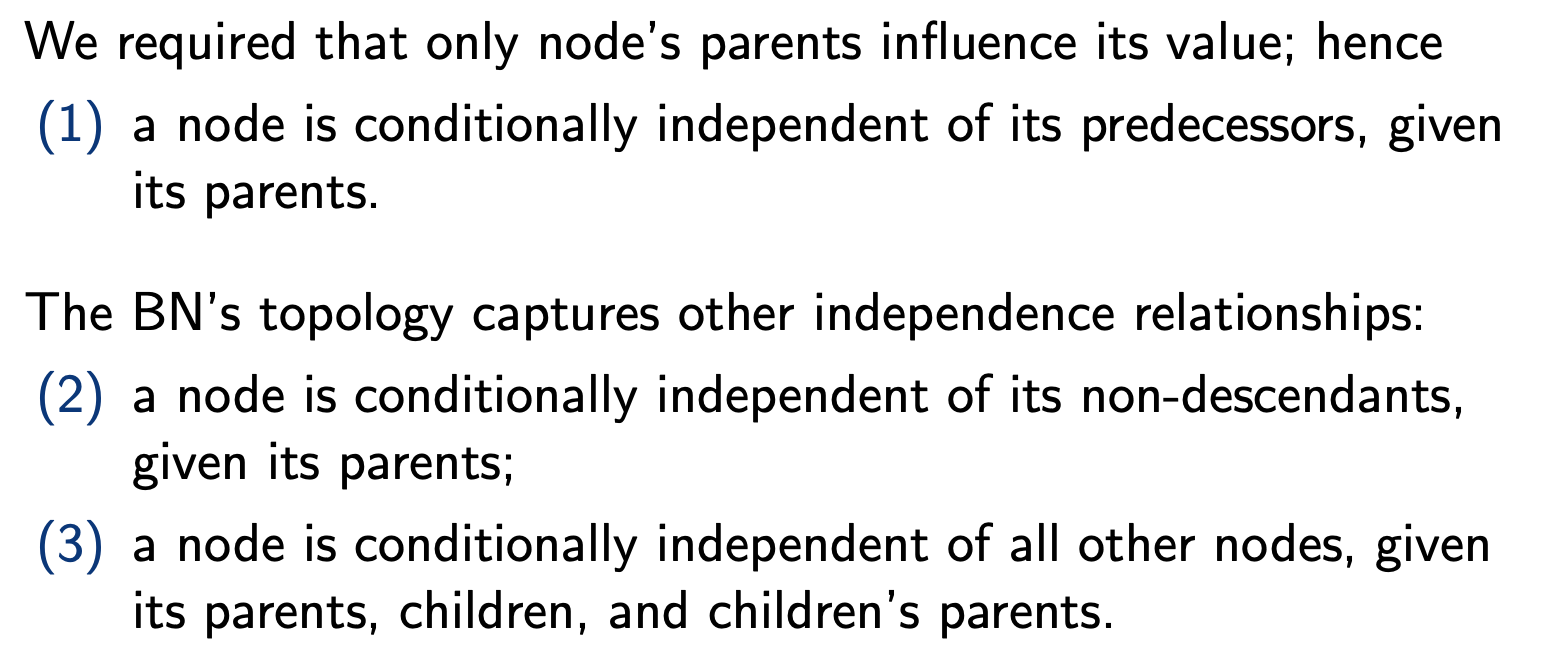 We required that only node's parents influence its value; hence
(1) a node is conditionally independent of its predecessors, given
its parents.
The BN's topology captures other independence relationships:
(2) a node is conditionally independent of its non-descendants,
given its parents;
(3) a node is conditionally independent of all other nodes, given
its parents, children, and children's parents.